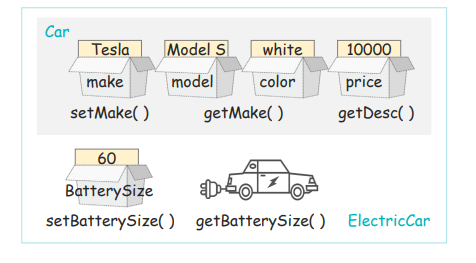 Car
Tesla Model S white 10000
make model color price
setMake( ) getMake( ) getDesc( )
60
BatterySize
setBatterySize( ) getBatterySize( ) ElectricCar